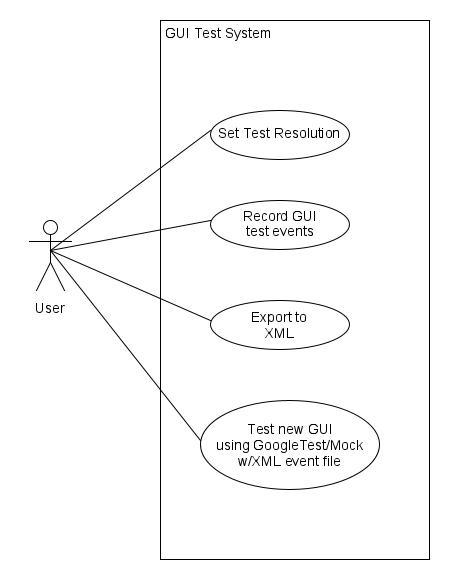 GUI Test System
Set Test Resolution
Record GUI
test events
User
Export to
XML
Test new GUI
using GoogleTest/Mock
w/XML event file